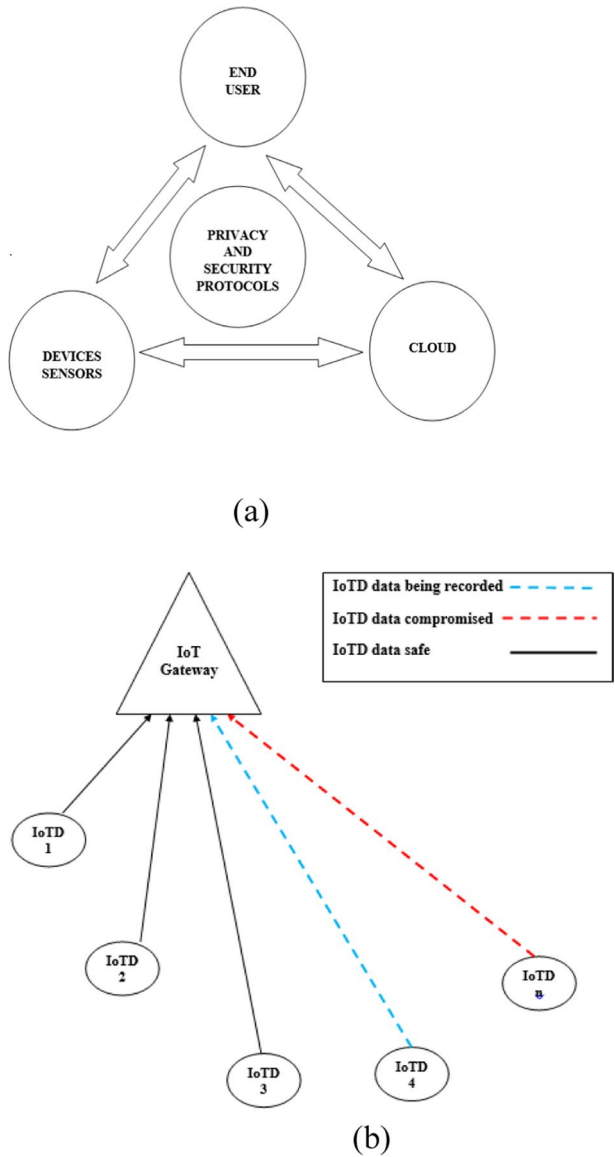 END
USER
PRIVACY
AND
SECURITY
PROTOCOLS
DEVICES
SENSORS
CLOUD
(a)
IoTD data being recorded
IoTD data compromised
IoTD data safe
IoT
Gateway
IoTD
1
IoTD
2
IoTD
3
IoTD
4
IoTD
n
(b)